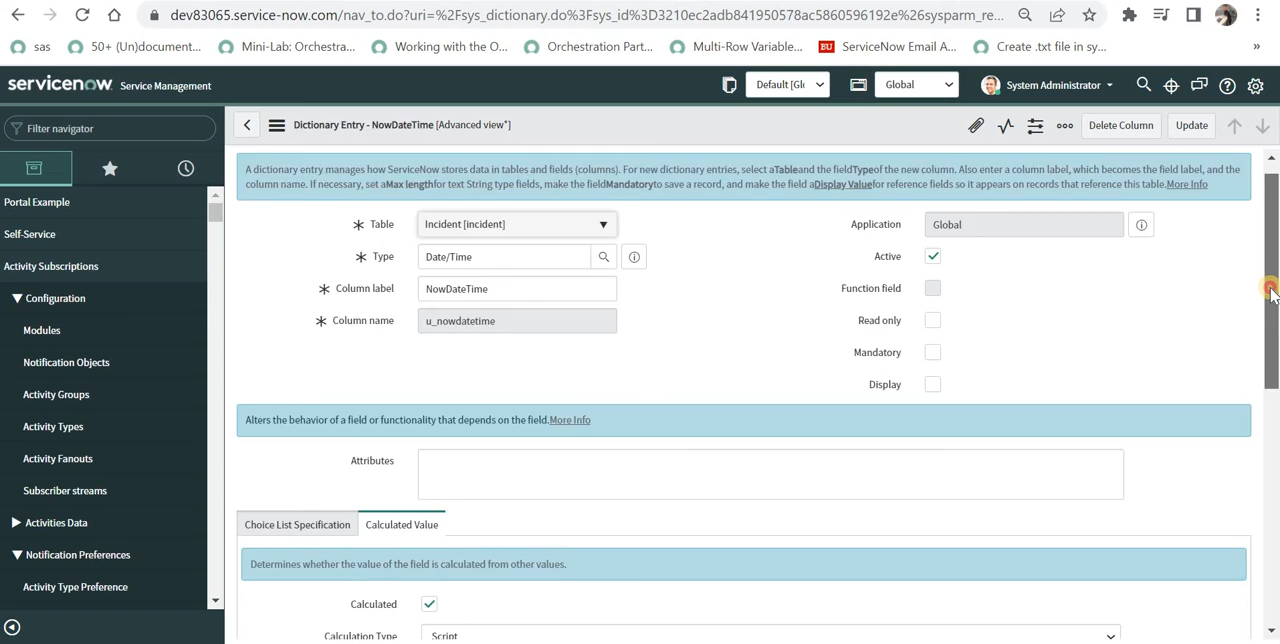 dev83065.service-now.com/nav_to.do?uri=%2Fsys_dictionary.do%3Fsys_id%3D3210ec2adb841950578ac5860596192e%26sysparm_re...
sas
50+ (Un)document...
Mini-Lab: Orchestra...
Working with the O...
Orchestration Part...
Multi-Row Variable...
BU ServiceNow Email A...
Create .txt file in sy...
»
servicenow Service Management
Default [Gl
Global
System Administrator
Filter navigator
Dictionary Entry - NowDateTime [Advanced view*]
Delete Column
Update
Portal Example
Self-Service
Activity Subscriptions
Configuration
Modules
Notification Objects
Activity Groups
Activity Types
Activity Fanouts
Subscriber streams
Activities Data
Notification Preferences
Activity Type Preference
A dictionary entry manages how ServiceNow stores data in tables and fields (columns). For new dictionary entries, select aTableand the fieldTypeof the new column. Also enter a column label, which becomes the field label, and the
column name. If necessary, set aMax lengthfor text String type fields, make the fieldMandatoryto save a record, and make the field aDisplay Valuefor reference fields so it appears on records that reference this table.More Info
Table Incident [incident]
Type Date/Time
Column label NowDateTime
Column name u_nowdatetime
Application Global
Active
Function field
Read only
Mandatory
Display
Alters the behavior of a field or functionality that depends on the field.More Info
Attributes
Choice List Specification
Calculated Value
Determines whether the value of the field is calculated from other values.
Calculated
Calculation Type Script